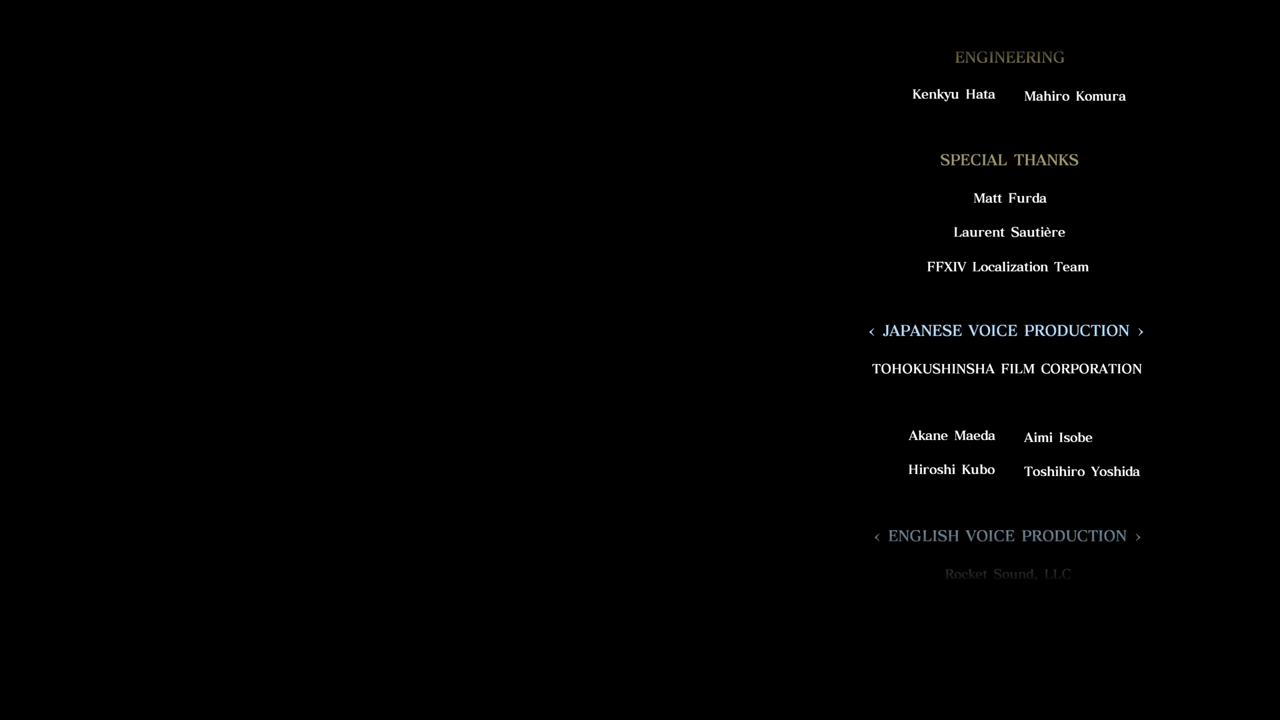 ENGINEERING
Kenkyu Hata Mahiro Komura
SPECIAL THANKS
Matt Furda
Laurent Sautière
FFXIV Localization Team
‹ JAPANESE VOICE PRODUCTION ›
TOHOKUSHINSHA FILM CORPORATION
Akane Maeda Aimi Isobe
Hiroshi Kubo Toshihiro Yoshida
‹ ENGLISH VOICE PRODUCTION ›
Rocket Sound, LLC